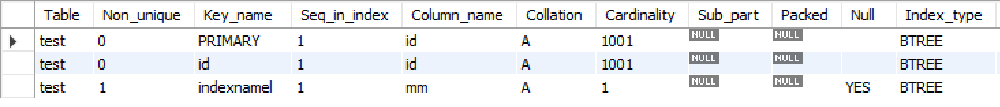 Table Non_unique Key_name Seq_in_index Column_name Collation Cardinality Sub_part Packed Null Index_type
test 0 PRIMARY 1 id A 1001 NULL NULL BTREE
test 0 id 1 id A 1001 NULL NULL BTREE
test 1 indexnamel 1 mm A 1 NULL NULL YES BTREE